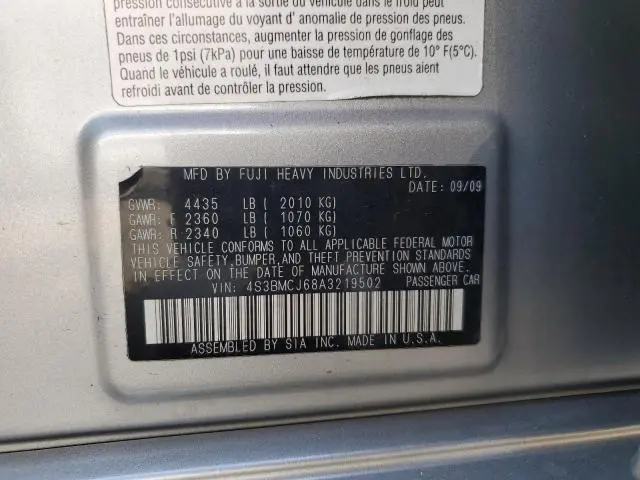 pression consécutive à la sortie du véhicule dans le froid peut
entraîner l'allumage du voyant d' anomalie de pression des pneus.
Dans ces circonstances, augmenter la pression de gonflage des
pneus de 1psi (7kPa) pour une baisse de température de 10° F(5°C).
Quand le véhicule a roulé, il faut attendre que les pneus aient
refroidi avant de contrôler la pression.
MFD BY FUJI HEAVY INDUSTRIES LTD.
DATE: 09/09
GVWR: 4435 LB ( 2010 KG)
GAWR: F 2360 LB ( 1070 KG)
GAWR: R 2340 LB ( 1060 KG)
THIS VEHICLE CONFORMS TO ALL APPLICABLE FEDERAL MOTOR
VEHICLE SAFETY,BUMPER,AND THEFT PREVENTION STANDARDS
IN EFFECT ON THE DATE OF MANUFACTURE SHOWN ABOVE.
VIN: 4S3BMCJ68A3219502 PASSENGER CAR
ASSEMBLED BY SIA INC. MADE IN U.S.A.